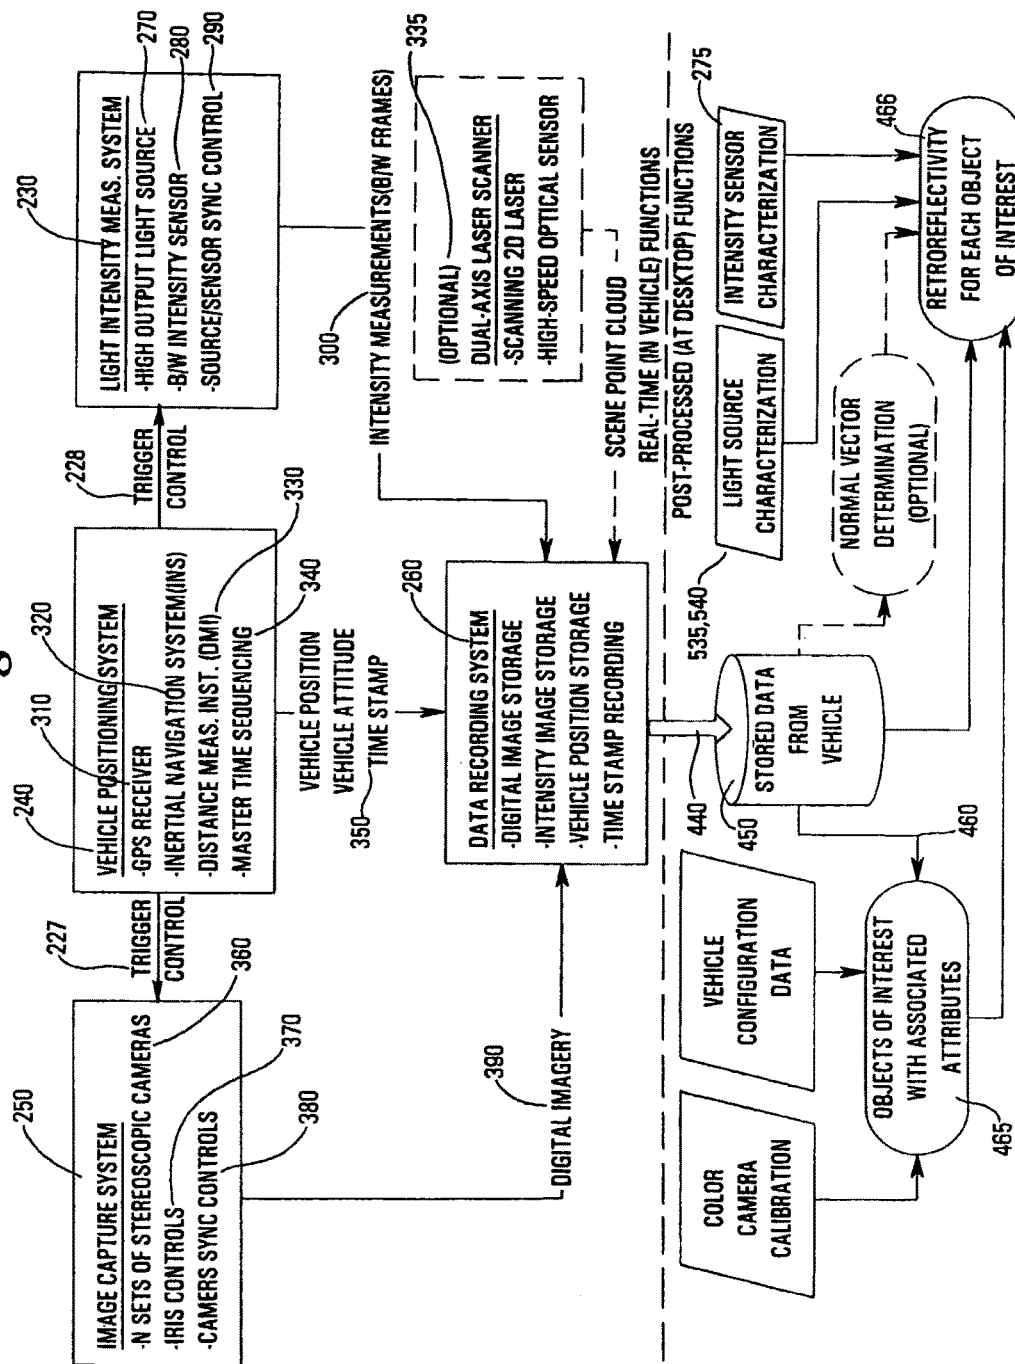 250
IMAGE CAPTURE SYSTEM
-N SETS OF STEREOSCOPIC CAMERAS
-IRIS CONTROLS
-CAMERS SYNC CONTROLS
360
370
380
227
TRIGGER
CONTROL
240
310
320
VEHICLE POSITIONING SYSTEM
-GPS RECEIVER
-INERTIAL NAVIGATION SYSTEM(INS)
-DISTANCE MEAS. INST. (DMI)
-MASTER TIME SEQUENCING
330
340
228
TRIGGER
CONTROL
230
LIGHT INTENSITY MEAS. SYSTEM
-HIGH OUTPUT LIGHT SOURCE
-B/W INTENSITY SENSOR
-SOURCE/SENSOR SYNC CONTROL
270
280
290
390
DIGITAL IMAGERY
VEHICLE POSITION
VEHICLE ATTITUDE
TIME STAMP
350
300
INTENSITY MEASUREMENTS(B/W FRAMES)
260
DATA RECORDING SYSTEM
-DIGITAL IMAGE STORAGE
-INTENSITY IMAGE STORAGE
-VEHICLE POSITION STORAGE
-TIME STAMP RECORDING
335
(OPTIONAL)
DUAL-AXIS LASER SCANNER
-SCANNING 2D LASER
-HIGH-SPEED OPTICAL SENSOR
SCENE POINT CLOUD
REAL-TIME (IN VEHICLE) FUNCTIONS
POST-PROCESSED (AT DESKTOP) FUNCTIONS
COLOR
CAMERA
CALIBRATION
VEHICLE
CONFIGURATION
DATA
440
450
STORED DATA
FROM
VEHICLE
535,540
LIGHT SOURCE
CHARACTERIZATION
275
INTENSITY SENSOR
CHARACTERIZATION
460
OBJECTS OF INTEREST
WITH ASSOCIATED
ATTRIBUTES
465
NORMAL VECTOR
DETERMINATION
(OPTIONAL)
466
RETROREFLECTIVITY
FOR EACH OBJECT
OF INTEREST